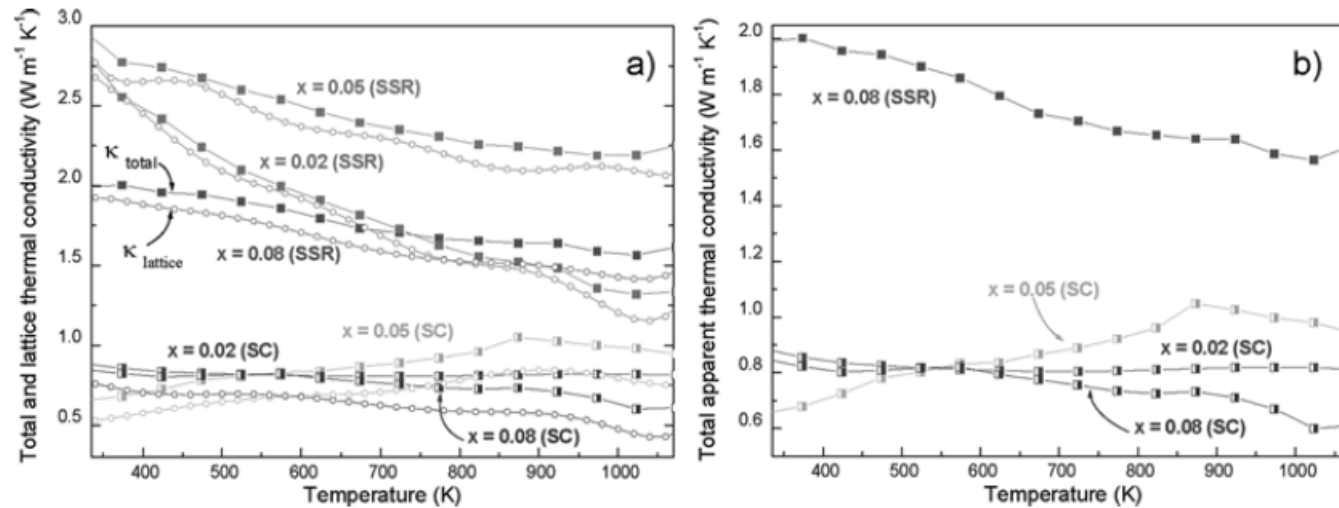 a)
Total and lattice thermal conductivity (W m⁻¹ K⁻¹)
3.0
2.5
2.0
1.5
1.0
0.5
x = 0.05 (SSR)
x = 0.02 (SSR)
κ total
κ lattice
x = 0.08 (SSR)
x = 0.05 (SC)
x = 0.02 (SC)
x = 0.08 (SC)
400 500 600 700 800 900 1000
Temperature (K)
b)
Total apparent thermal conductivity (W m⁻¹ K⁻¹)
2.0
1.8
1.6
1.4
1.2
1.0
0.8
0.6
x = 0.08 (SSR)
x = 0.05 (SC)
x = 0.02 (SC)
x = 0.08 (SC)
400 500 600 700 800 900 1000
Temperature (K)